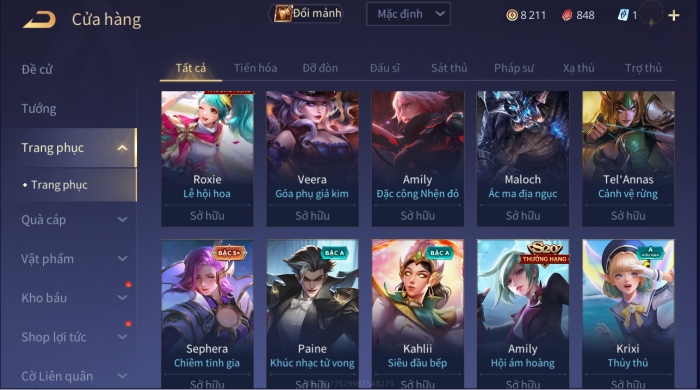 Cửa hàng
Đổi mảnh
Mặc định
8 211
848
1
Đề cử
Tướng
Trang phục
• Trang phục
Quà cáp
Vật phẩm
Kho báu
Shop lợi tức
Cờ Liên quân
Tất cả Tiến hóa Đỡ đòn Đấu sĩ Sát thủ Pháp sư Xạ thủ Trợ thủ
Roxie
Lễ hội hoa
Sở hữu
Veera
Góa phụ giả kim
Sở hữu
Amily
Đặc công Nhện đỏ
Sở hữu
Maloch
Ác ma địa ngục
Sở hữu
Tel'Annas
Cảnh vệ rừng
Sở hữu
BẬC S+
Sephera
Chiêm tinh gia
Sở hữu
BẬC A
Paine
Khúc nhạc tử vong
Sở hữu
BẬC A
Kahlii
Siêu đầu bếp
Sở hữu
S20
THƯỞNG HẠNG
Amily
Hội ám hoàng
Sở hữu
A
HỮU HẠN
Krixi
Thủy thủ
Sở hữu